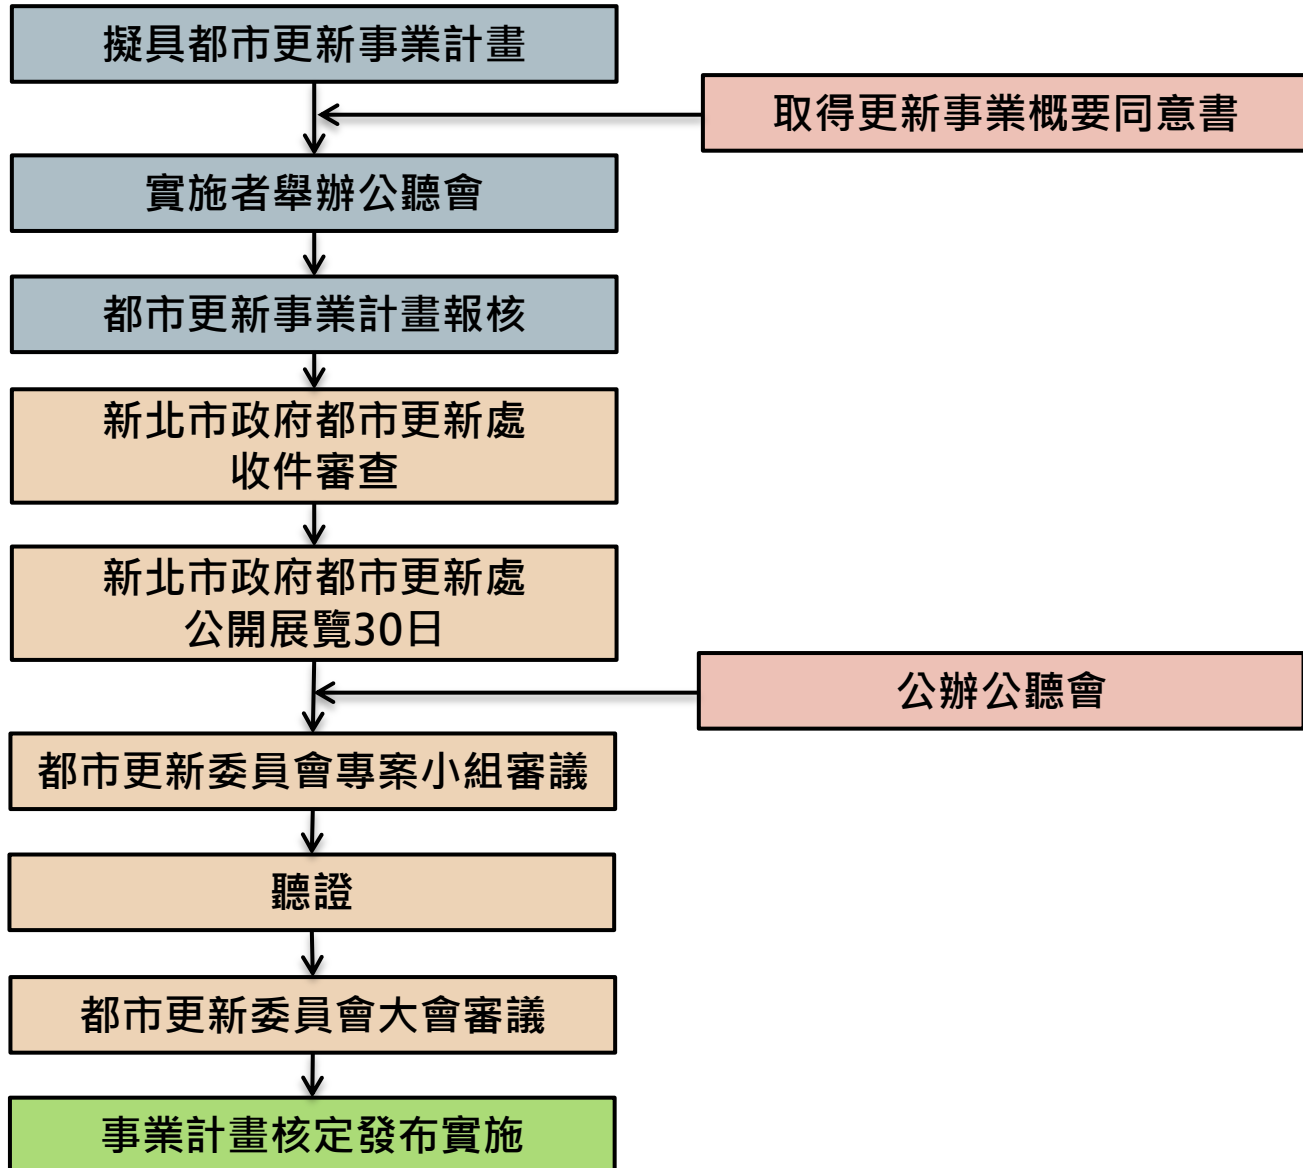 擬具都市更新事業計畫
取得更新事業概要同意書
實施者舉辦公聽會
都市更新事業計畫報核
新北市政府都市更新處
收件審查
新北市政府都市更新處
公開展覽30日
公辦公聽會
都市更新委員會專案小組審議
聽證
都市更新委員會大會審議
事業計畫核定發布實施